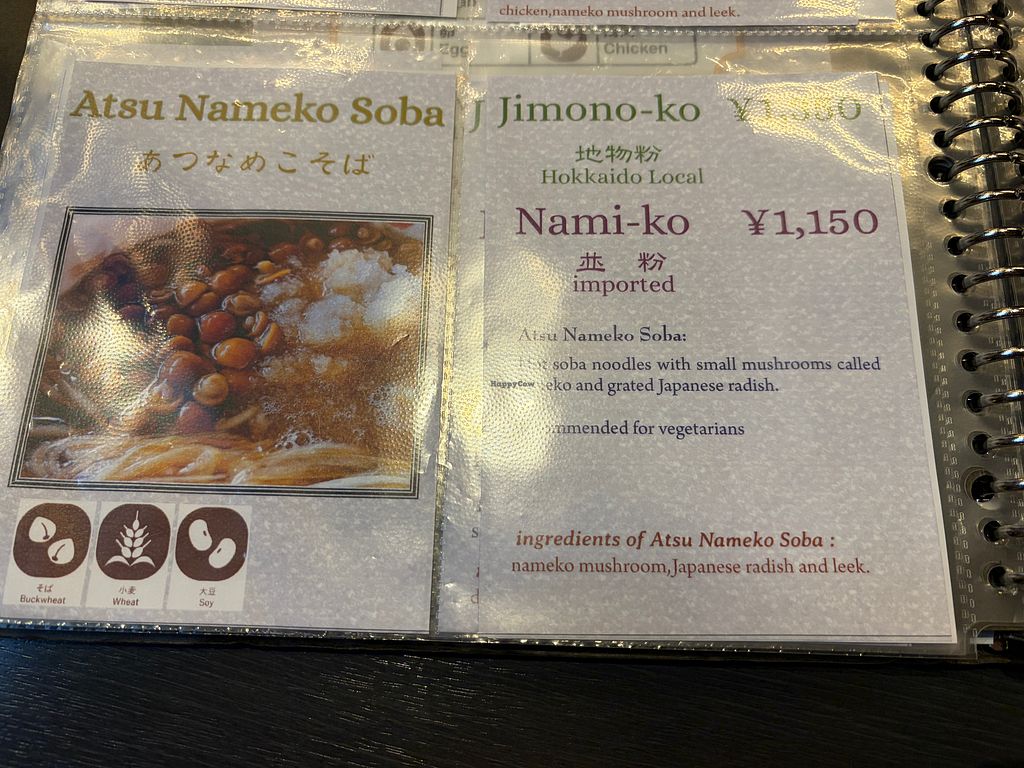 chicken,nameko mushroom and leek.
Chicken
Atsu Nameko Soba
あつなめこそば
Jimono-ko
地物粉
Hokkaido Local
Nami-ko ¥1,150
並 粉
imported
Atsu Nameko Soba:
soba noodles with small mushrooms called
and grated Japanese radish.
HappyCow
for vegetarians
ingredients of Atsu Nameko Soba :
nameko mushroom,Japanese radish and leek.
そば
Buckwheat
小麦
Wheat
大豆
Soy